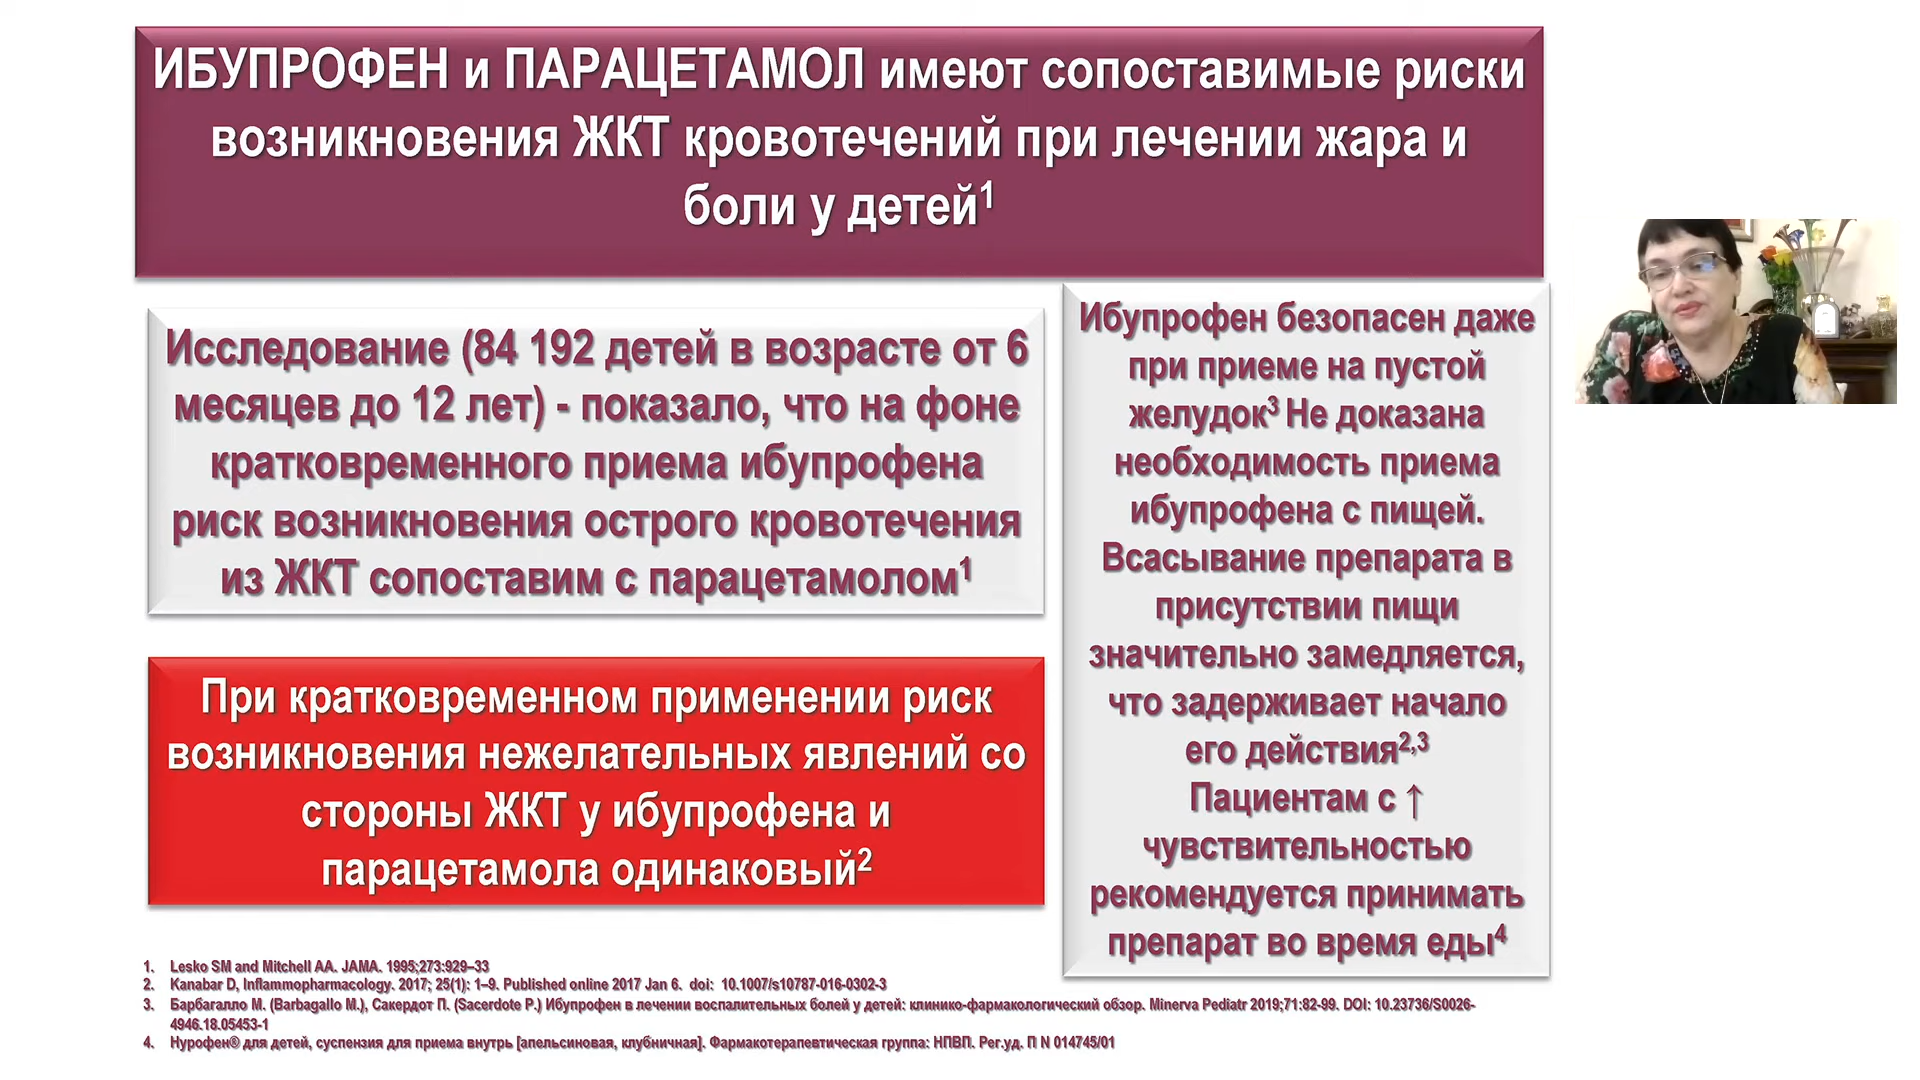 ИБУПРОФЕН и ПАРАЦЕТАМОЛ имеют сопоставимые риски
возникновения ЖКТ кровотечений при лечении жара и
боли у детей1
Исследование (84 192 детей в возрасте от 6
месяцев до 12 лет) - показало, что на фоне
кратковременного приема ибупрофена
риск возникновения острого кровотечения
из ЖКТ сопоставим с парацетамолом1
При кратковременном применении риск
возникновения нежелательных явлений со
стороны ЖКТ у ибупрофена и
парацетамола одинаковый2
Ибупрофен безопасен даже
при приеме на пустой
желудок3 Не доказана
необходимость приема
ибупрофена с пищей.
Всасывание препарата в
присутствии пищи
значительно замедляется,
что задерживает начало
его действия2,3
Пациентам с ↑
чувствительностью
рекомендуется принимать
препарат во время еды4
1. Lesko SM and Mitchell AA. JAMA. 1995;273:929–33
2. Kanabar D, Inflammopharmacology. 2017; 25(1): 1–9. Published online 2017 Jan 6. doi: 10.1007/s10787-016-0302-3
3. Барбагалло М. (Barbagallo M.), Сакердот П. (Sacerdote P.) Ибупрофен в лечении воспалительных болей у детей: клинико-фармакологический обзор. Minerva Pediatr 2019;71:82-99. DOI: 10.23736/S0026-
4946.18.05453-1
4. Нурофен® для детей, суспензия для приема внутрь [апельсиновая, клубничная]. Фармакотерапевтическая группа: НПВП. Рег.уд. П N 014745/01